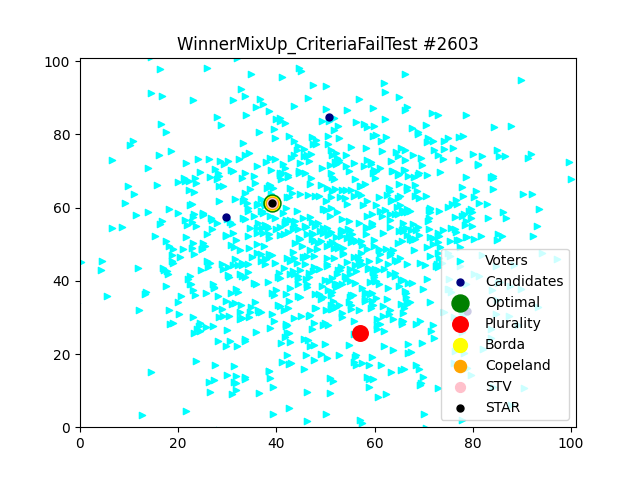 WinnerMixUp_CriteriaFailTest #2603
100
80
60
40
20
0
0
20
40
60
80
100
Voters
Candidates
Optimal
Plurality
Borda
Copeland
STV
STAR